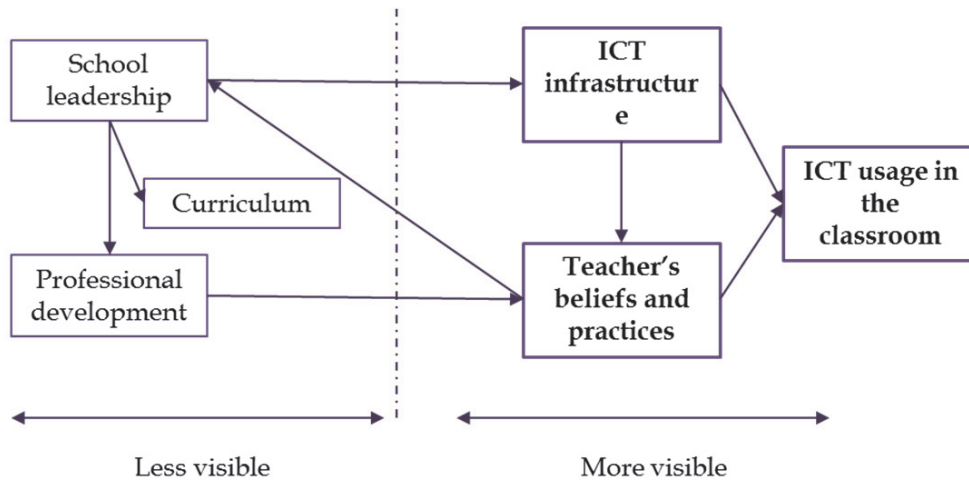 School
leadership
ICT
infrastructur
e
Curriculum
ICT usage in
the
classroom
Professional
development
Teacher’s
beliefs and
practices
Less visible
More visible